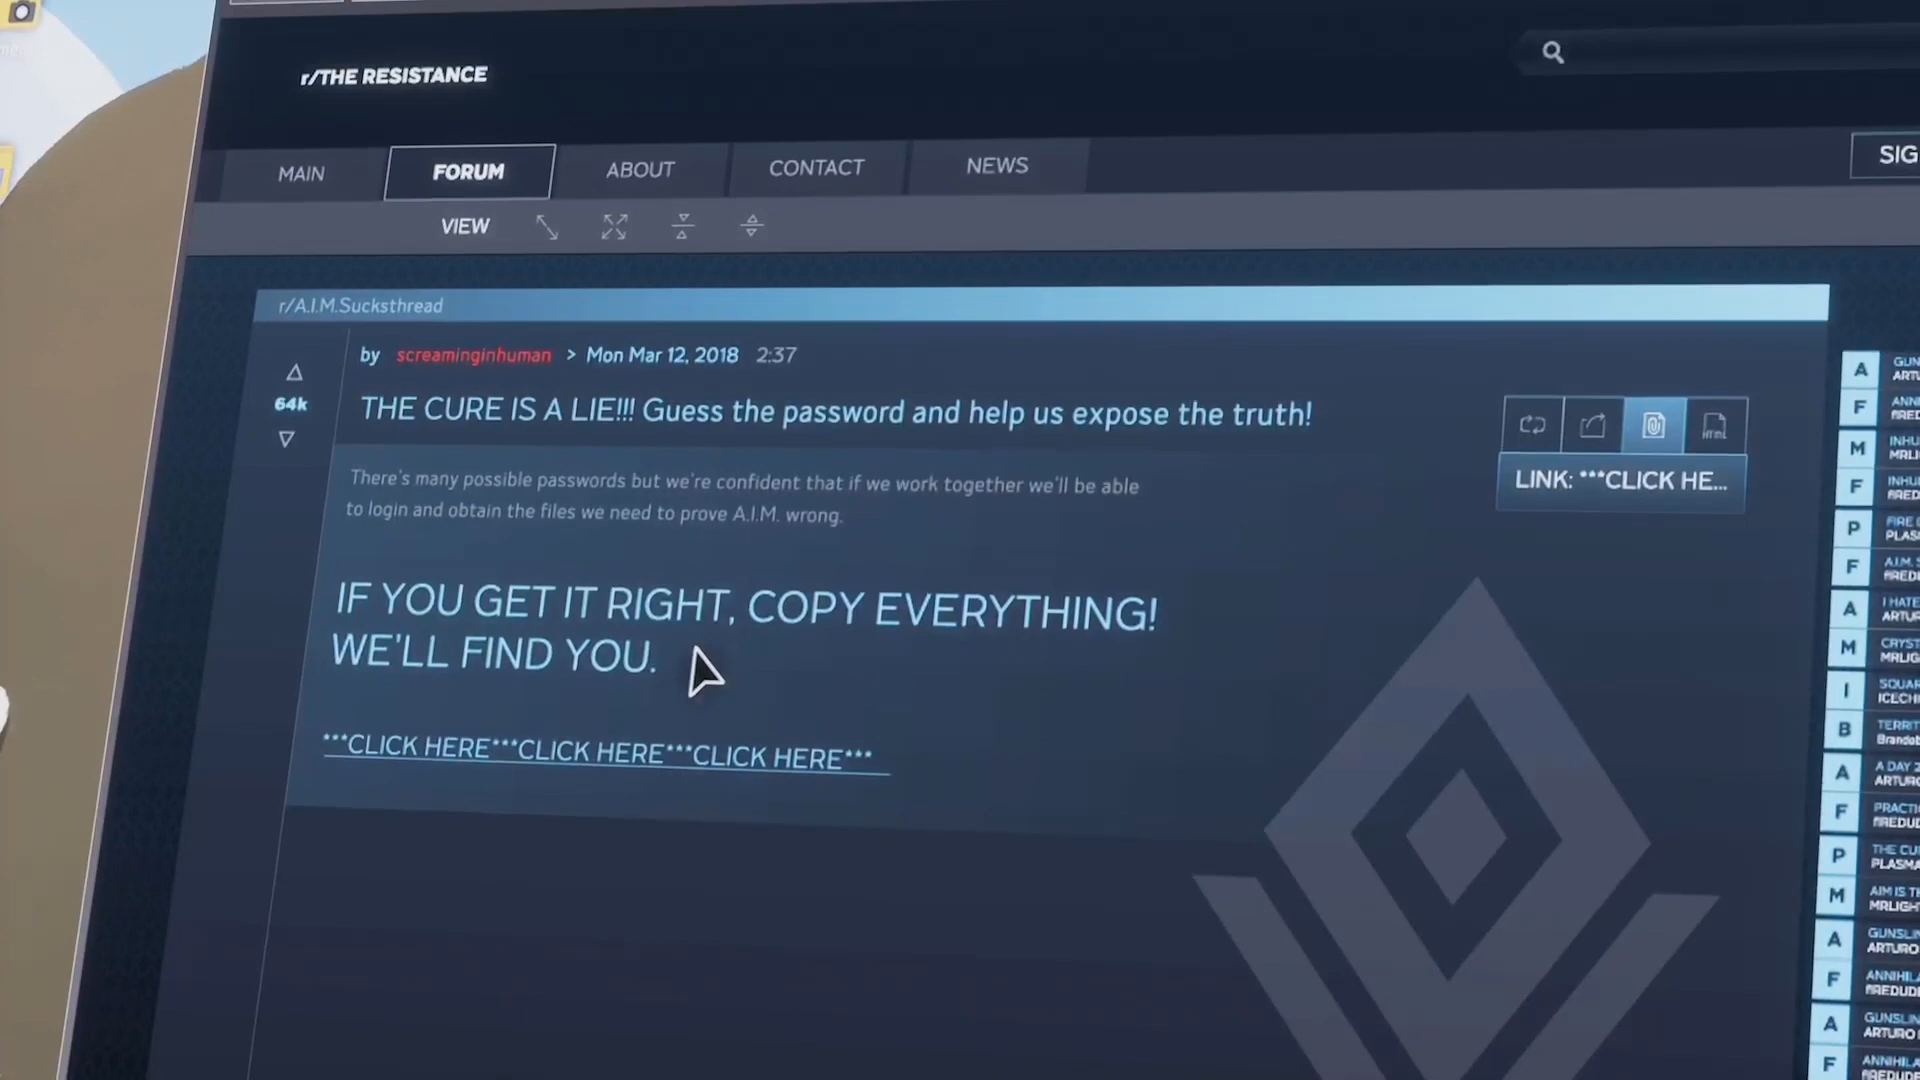 r/THE RESISTANCE
MAIN
FORUM
ABOUT
CONTACT
NEWS
VIEW
r/A.I.M.Sucksthread
by screaminginhuman > Mon Mar 12, 2018 2:37
64k
THE CURE IS A LIE!!! Guess the password and help us expose the truth!
LINK: ***CLICK HE...
There's many possible passwords but we're confident that if we work together we'll be able
to login and obtain the files we need to prove A.I.M. wrong.
IF YOU GET IT RIGHT, COPY EVERYTHING!
WE'LL FIND YOU.
***CLICK HERE***CLICK HERE***CLICK HERE***
HTML
A
F
M
F
P
F
A
M
I
B
A
F
P
M
A
F
A
F